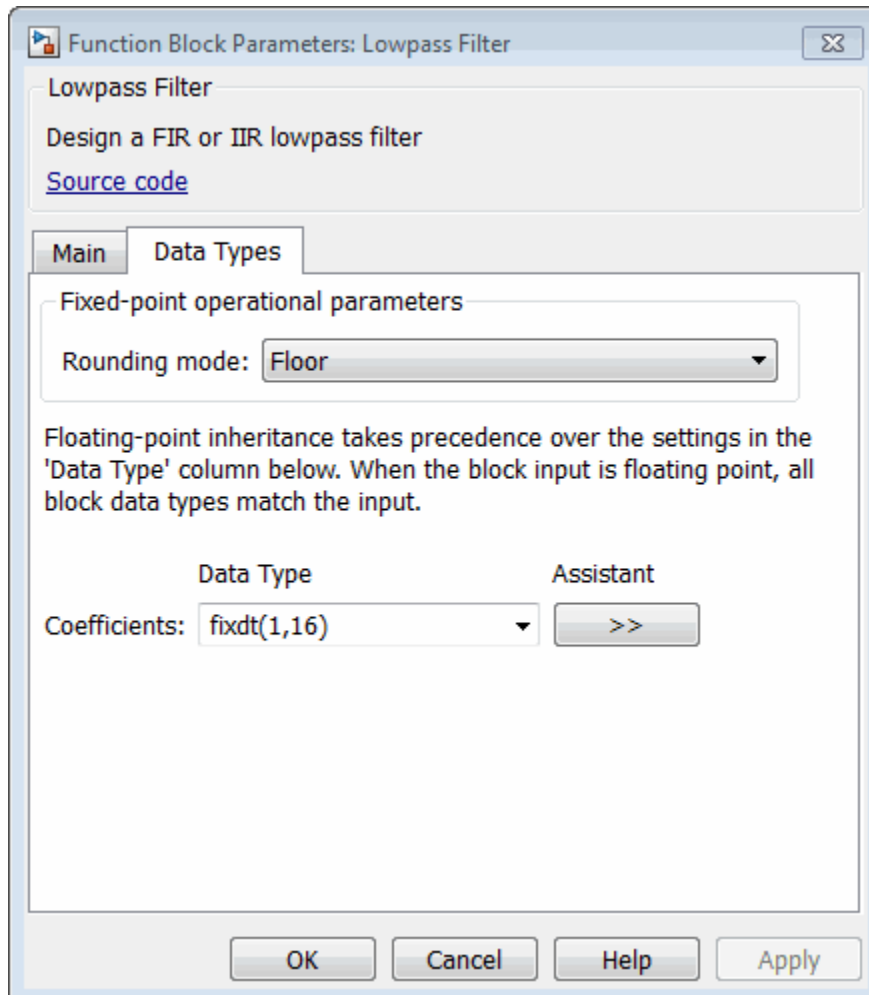 Function Block Parameters: Lowpass Filter
Lowpass Filter
Design a FIR or IIR lowpass filter
Source code
Main Data Types
Fixed-point operational parameters
Rounding mode: Floor
Floating-point inheritance takes precedence over the settings in the
'Data Type' column below. When the block input is floating point, all
block data types match the input.
Data Type Assistant
Coefficients: fixdt(1,16) >>
OK Cancel Help Apply